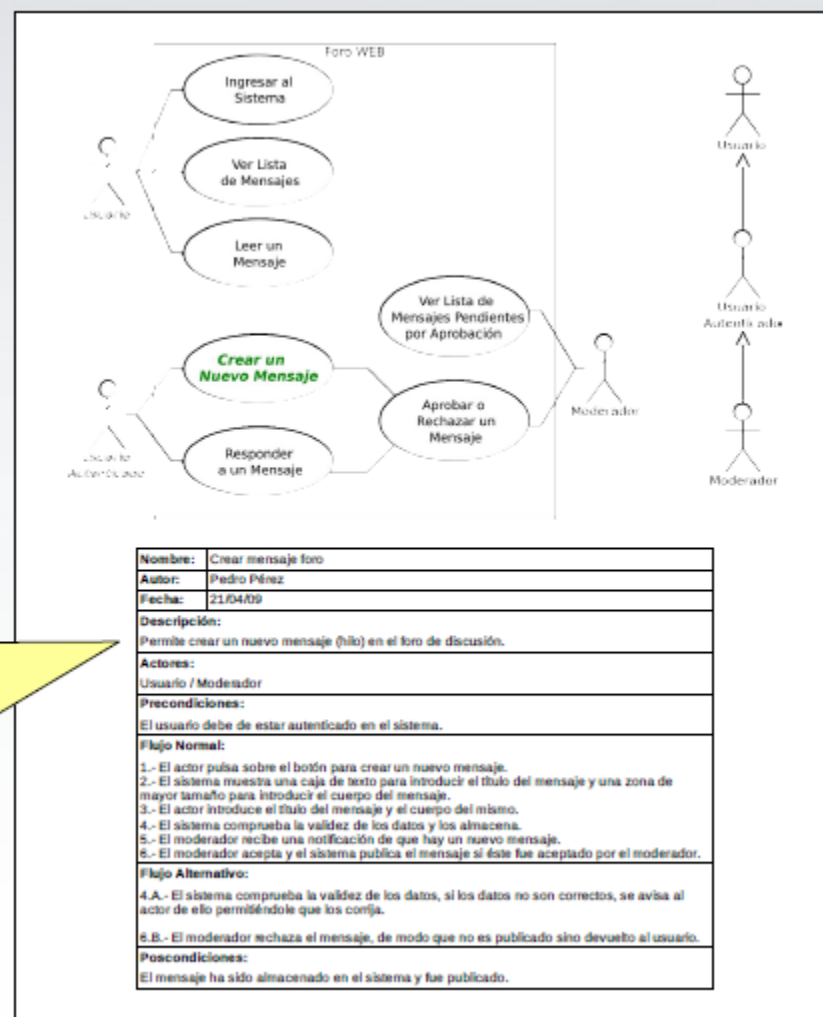 Foro WEB
Ingresar al
Sistema
Ver Lista
de Mensajes
Usuario
Leer un
Mensaje
Ver Lista de
Mensajes Pendientes
por Aprobación
Crear un
Nuevo Mensaje
Aprobar o
Rechazar un
Mensaje
Moderador
Responder
a un Mensaje
Usuario
Autenticado
Usuario
Usuario
Autenticado
Moderador
Nombre: Crear mensaje foro
Autor: Pedro Pérez
Fecha: 21/04/09
Descripción:
Permite crear un nuevo mensaje (hilo) en el foro de discusión.
Actores:
Usuario / Moderador
Precondiciones:
El usuario debe de estar autenticado en el sistema.
Flujo Normal:
1.- El actor pulsa sobre el botón para crear un nuevo mensaje.
2.- El sistema muestra una caja de texto para introducir el título del mensaje y una zona de
mayor tamaño para introducir el cuerpo del mensaje.
3.- El actor introduce el título del mensaje y el cuerpo del mismo.
4.- El sistema comprueba la validez de los datos y los almacena.
5.- El moderador recibe una notificación de que hay un nuevo mensaje.
6.- El moderador acepta y el sistema publica el mensaje si éste fue aceptado por el moderador.
Flujo Alternativo:
4.A.- El sistema comprueba la validez de los datos, si los datos no son correctos, se avisa al
actor de ello permitiéndole que los corrija.
6.B.- El moderador rechaza el mensaje, de modo que no es publicado sino devuelto al usuario.
Poscondiciones:
El mensaje ha sido almacenado en el sistema y fue publicado.